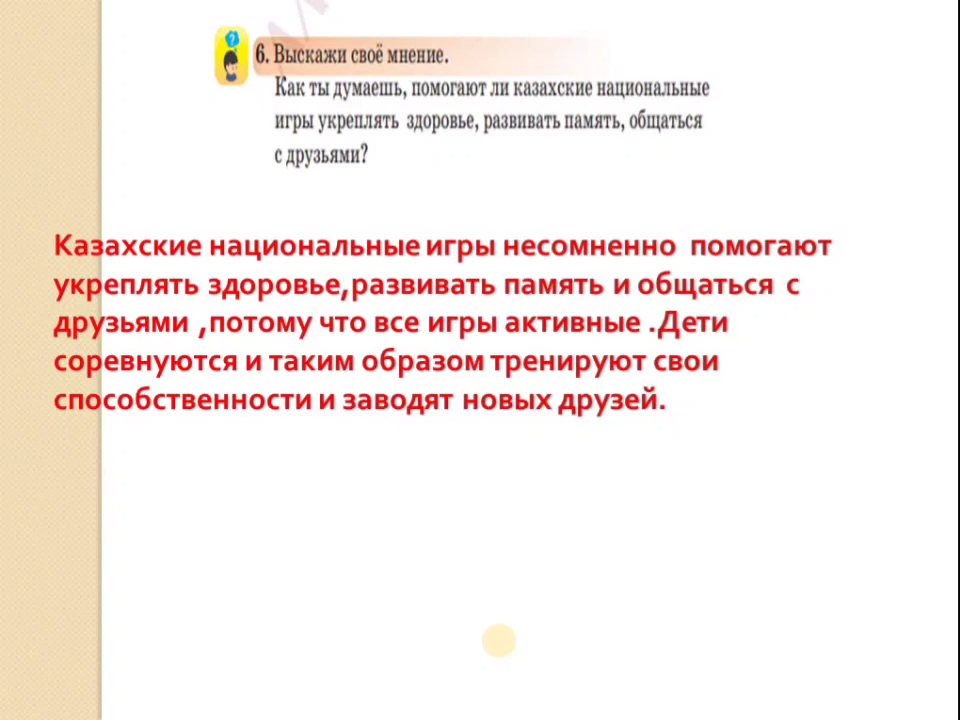 6. Выскажи своё мнение.
Как ты думаешь, помогают ли казахские национальные
игры укреплять здоровье, развивать память, общаться
с друзьями?
Казахские национальные игры несомненно помогают
укреплять здоровье,развивать память и общаться с
друзьями ,потому что все игры активные .Дети
соревнуются и таким образом тренируют свои
способственности и заводят новых друзей.